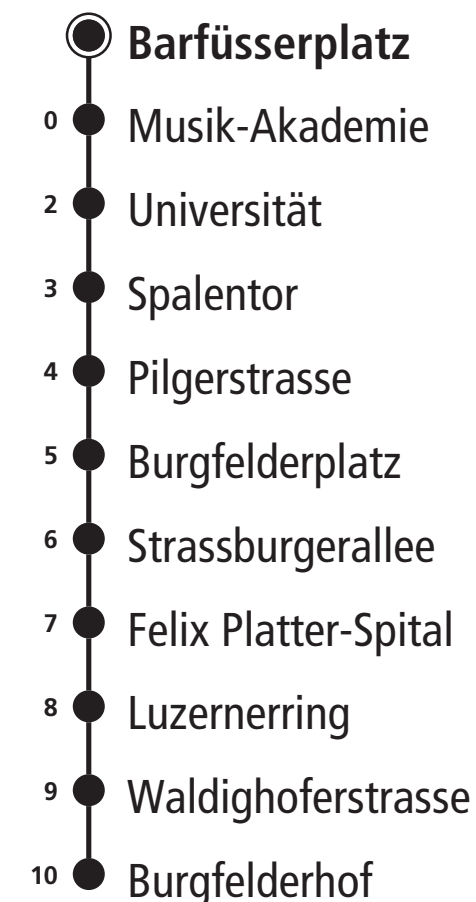 Barfüsserplatz
0 Musik-Akademie
2 Universität
3 Spalentor
4 Pilgerstrasse
5 Burgfelderplatz
6 Strassburgerallee
7 Felix Platter-Spital
8 Luzernerring
9 Waldighoferstrasse
10 Burgfelderhof